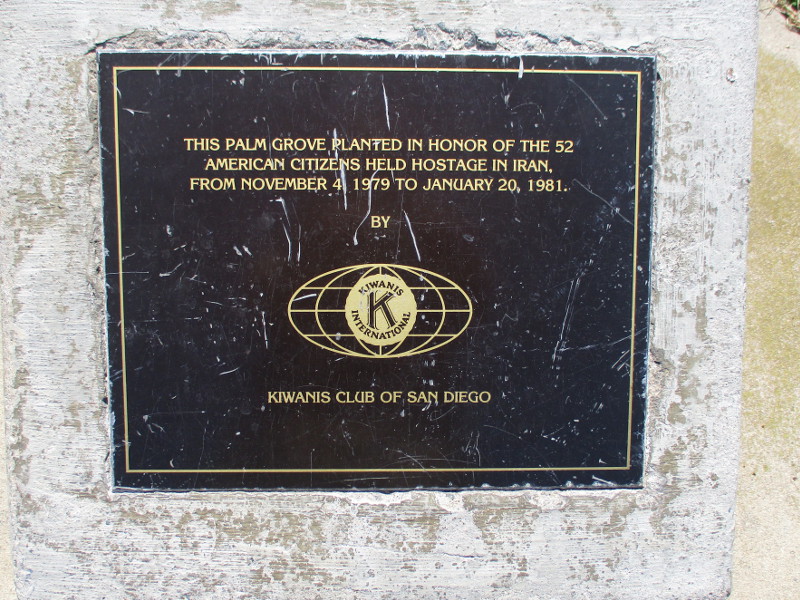 THIS PALM GROVE PLANTED IN HONOR OF THE 52
AMERICAN CITIZENS HELD HOSTAGE IN IRAN,
FROM NOVEMBER 4, 1979 TO JANUARY 20, 1981.
BY
KIWANIS
K
INTERNATIONAL
KIWANIS CLUB OF SAN DIEGO